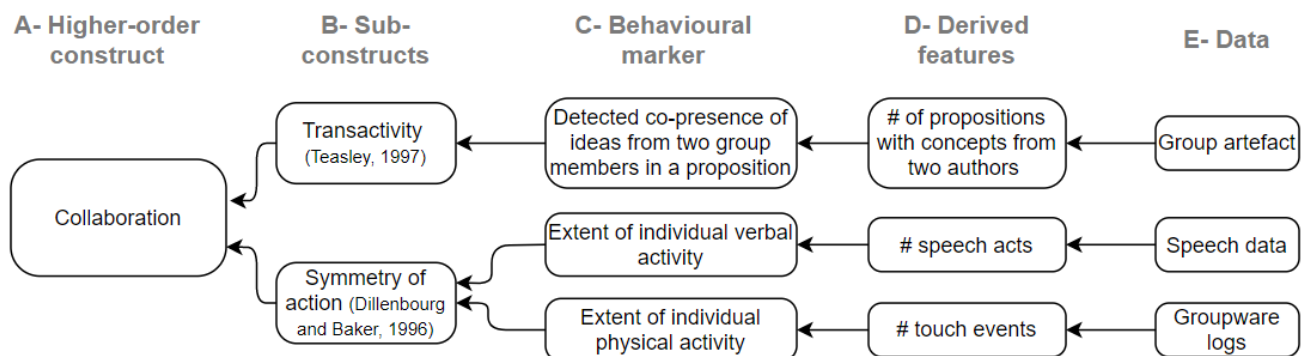 A- Higher-order
construct
B- Sub-
constructs
C- Behavioural
marker
D- Derived
features
E- Data
Collaboration
Transactivity
(Teasley, 1997)
Detected co-presence of
ideas from two group
members in a proposition
# of propositions
with concepts from
two authors
Group artefact
Symmetry of
action (Dillenbourg
and Baker, 1996)
Extent of individual verbal
activity
# speech acts
Speech data
Extent of individual
physical activity
# touch events
Groupware
logs